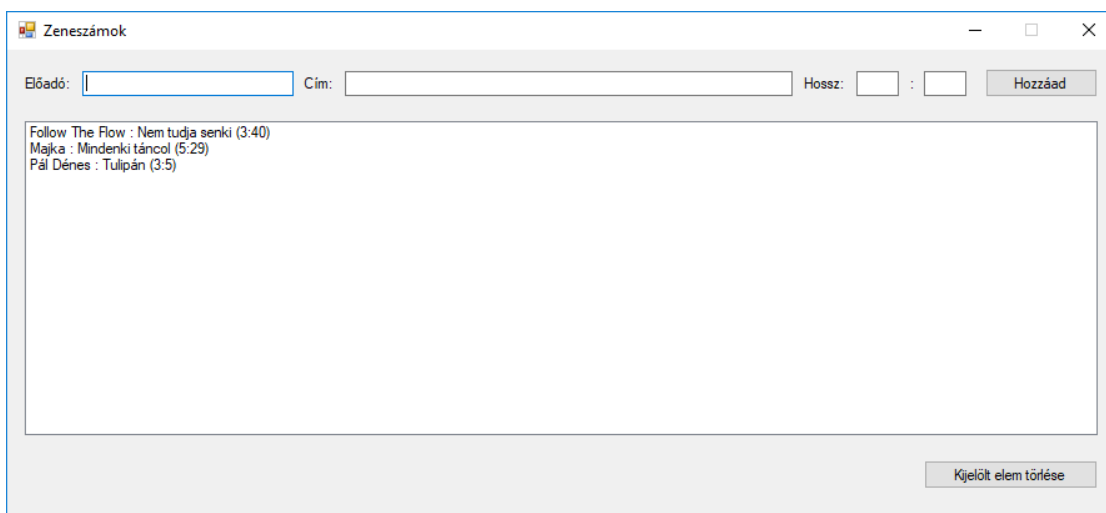 Zeneszámok
Előadó: Cím: Hossz: : Hozzáad
Follow The Flow : Nem tudja senki (3:40)
Majka : Mindenki táncol (5:29)
Pál Dénes : Tulipán (3:5)
Kijelölt elem törlése